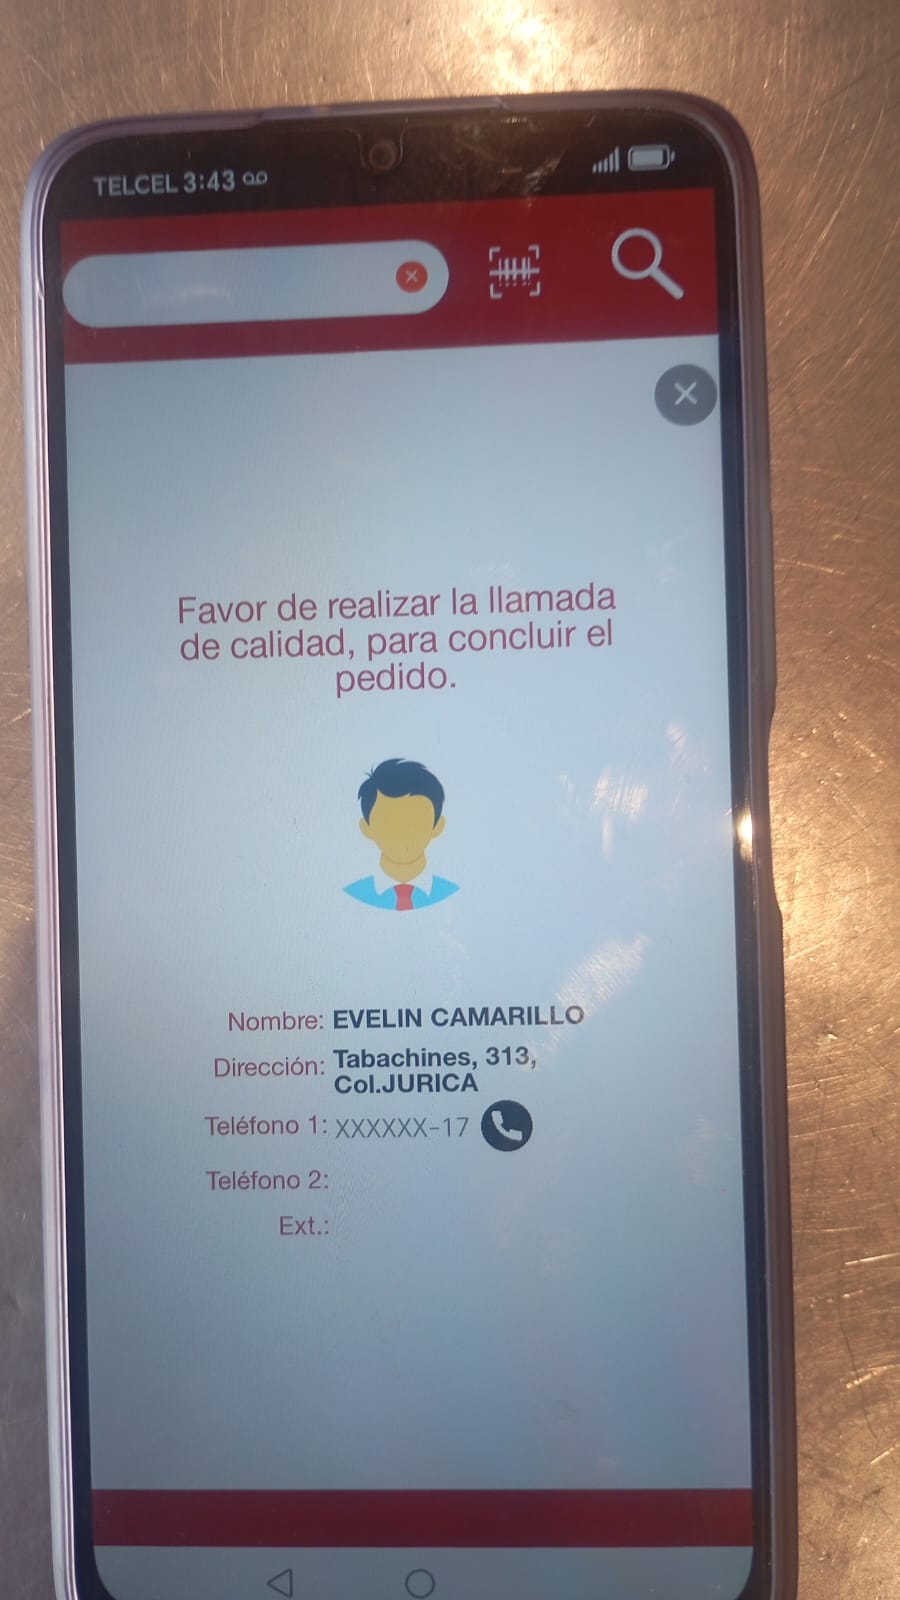 TELCEL 3:43
Favor de realizar la llamada
de calidad, para concluir el
pedido.
Nombre: EVELIN CAMARILLO
Dirección: Tabachines, 313,
Col.JURICA
Teléfono 1: XXXXXX-17
Teléfono 2:
Ext.: